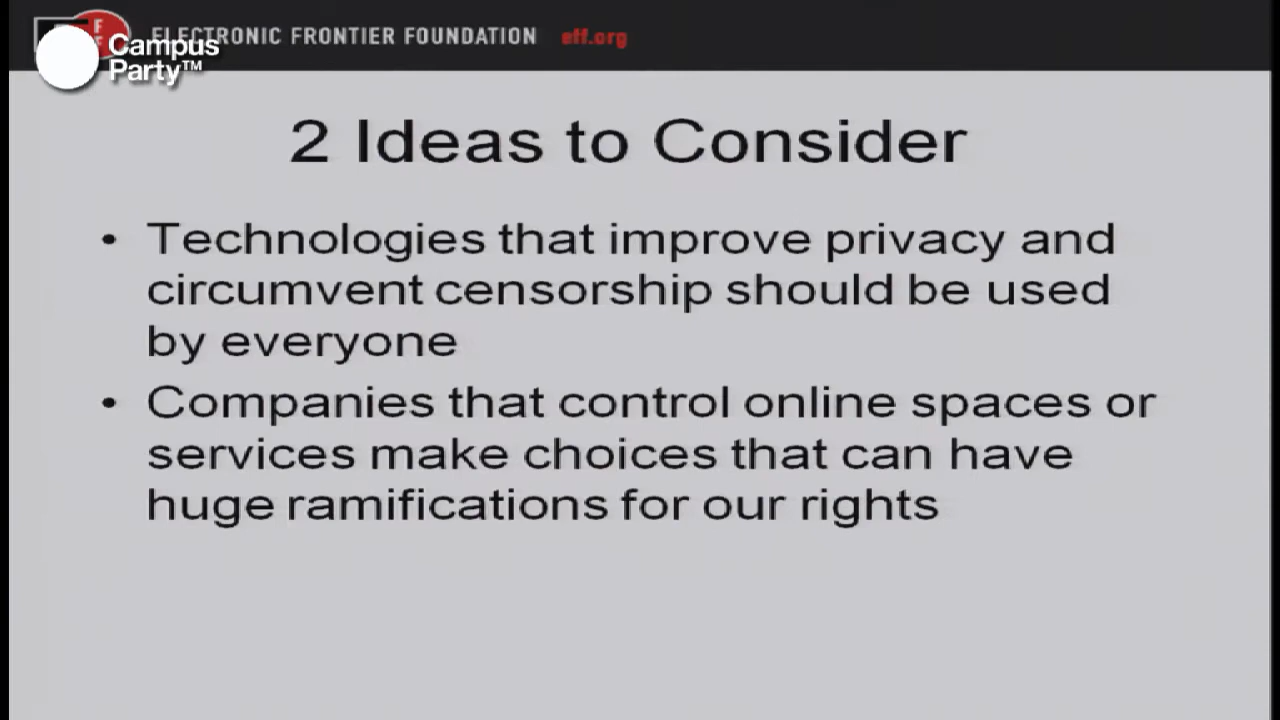 ELECTRONIC FRONTIER FOUNDATION eff.org
Campus
Party™
2 Ideas to Consider
• Technologies that improve privacy and
circumvent censorship should be used
by everyone
• Companies that control online spaces or
services make choices that can have
huge ramifications for our rights